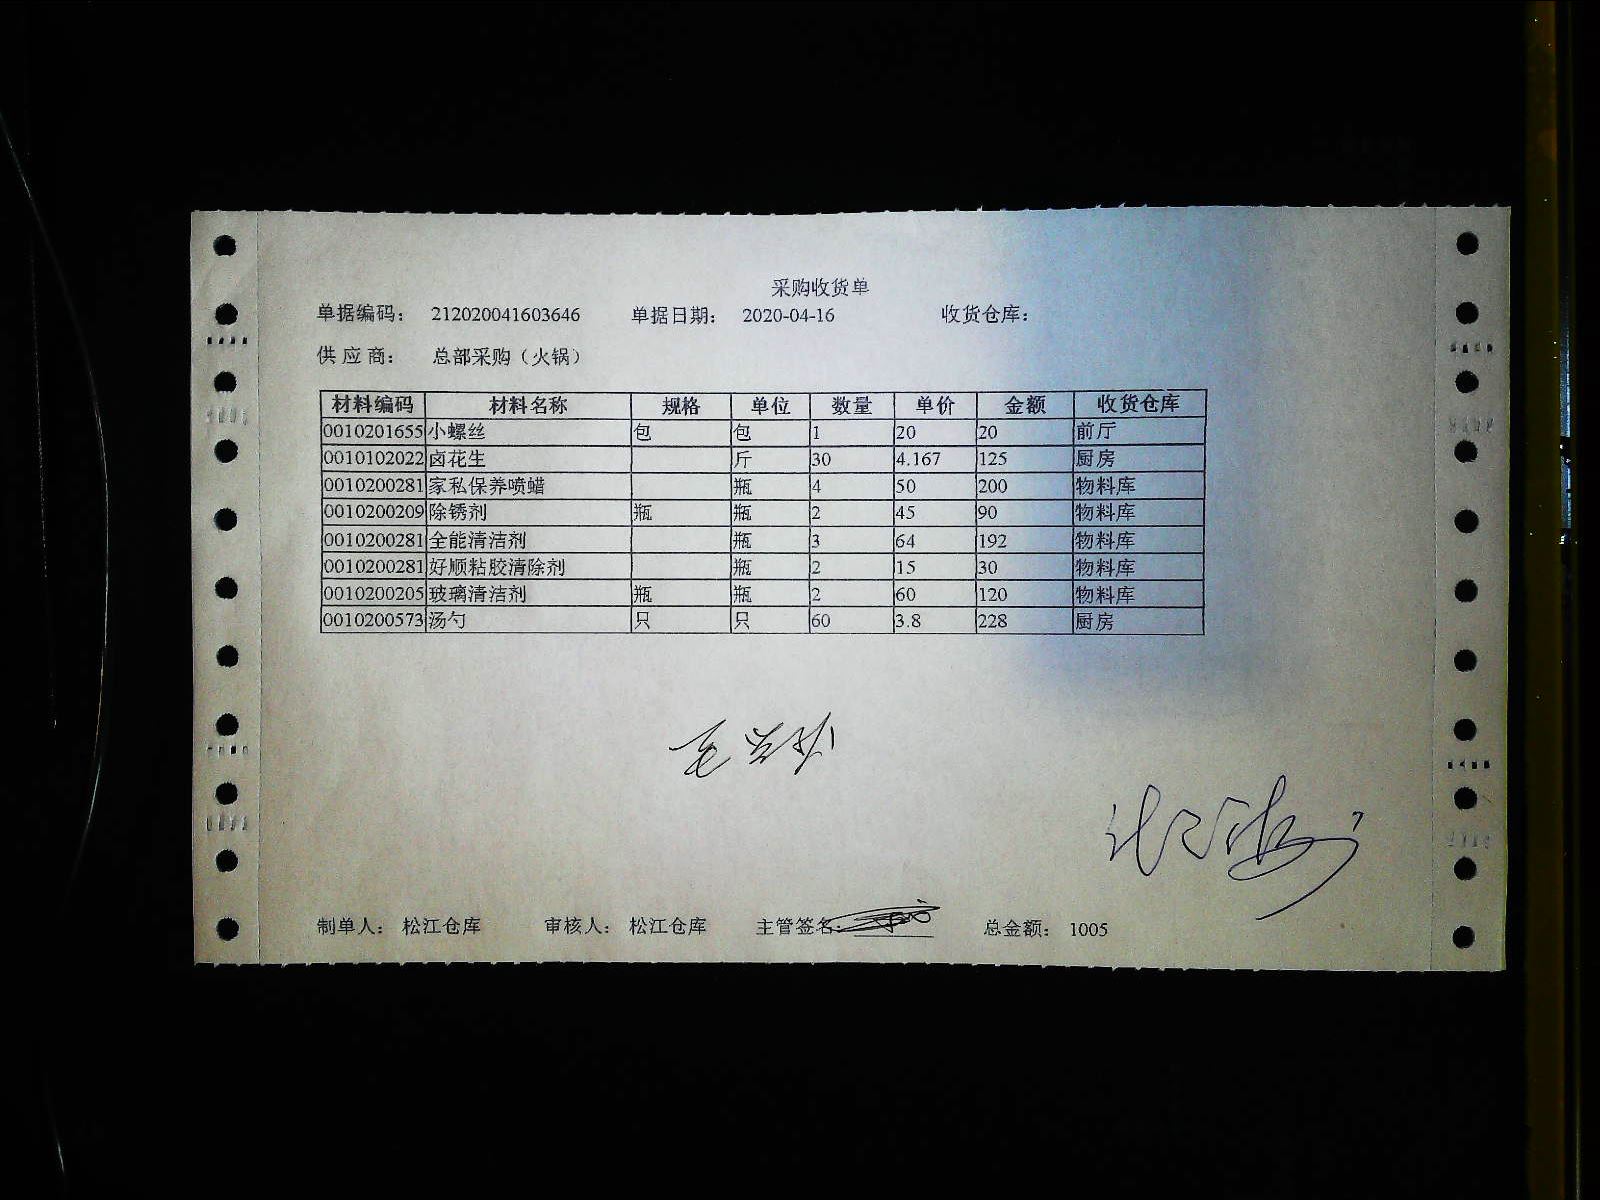 采购收货单
单据编码： 212020041603646 单据日期： 2020-04-16 收货仓库：
供 应 商： 总部采购（火锅）
材料编码 材料名称 规格 单位 数量 单价 金额 收货仓库
0010201655 小螺丝 包 包 1 20 20 前厅
0010102022 卤花生 斤 30 4.167 125 厨房
0010200281 家私保养喷蜡 瓶 4 50 200 物料库
0010200209 除锈剂 瓶 瓶 2 45 90 物料库
0010200281 全能清洁剂 瓶 3 64 192 物料库
0010200281 好顺粘胶清除剂 瓶 2 15 30 物料库
0010200205 玻璃清洁剂 瓶 瓶 2 60 120 物料库
0010200573 汤勺 只 只 60 3.8 228 厨房
制单人： 松江仓库 审核人： 松江仓库 主管签名： 总金额： 1005